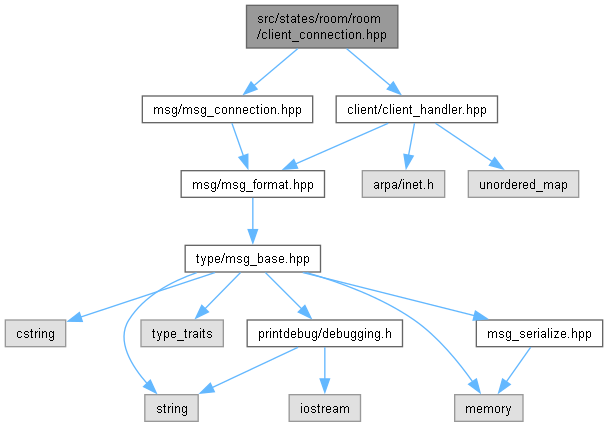 src/states/room/room
/client_connection.hpp
msg/msg_connection.hpp
client/client_handler.hpp
msg/msg_format.hpp
arpa/inet.h
unordered_map
type/msg_base.hpp
cstring
type_traits
printdebug/debugging.h
msg_serialize.hpp
string
iostream
memory